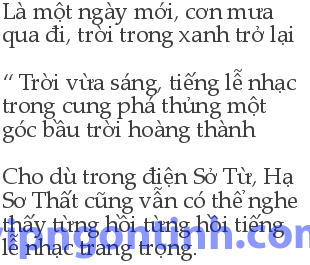 Là một ngày mới, cơn mưa
qua đi, trời trong xanh trở lại
“ Trời vừa sáng, tiếng lễ nhạc
trong cung phá thủng một
góc bầu trời hoàng thành
Cho dù trong điện Sở Từ, Hạ
Sơ Thất cũng vẫn có thể nghe
thấy từng hồi từng hồi tiếng
lễ nhạc trang trọng.
vipngontinh.com